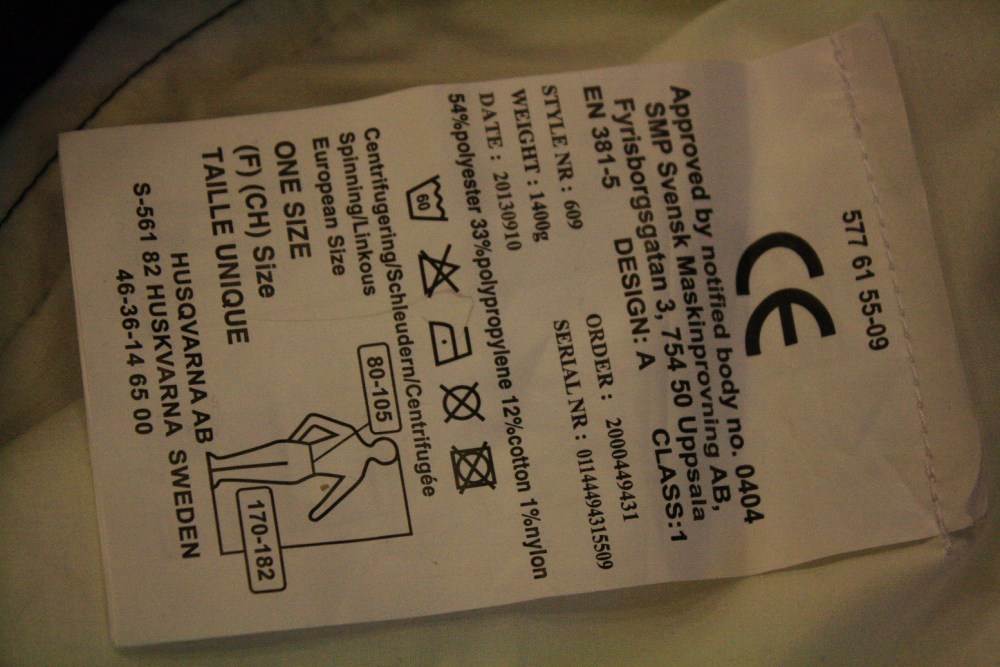 577 61 55-09
CE
Approved by notified body no. 0404
SMP Svensk Maskinprovning AB,
Fyrisborgsgatan 3, 754 50 Uppsala
EN 381-5 DESIGN: A CLASS:1
STYLE NR : 609 ORDER : 2000449431
WEIGHT : 1400g SERIAL NR : 01144494315509
DATE : 20130910
54%polyester 33%polypropylene 12%cotton 1%nylon
60
Centrifugering/Schleudern/Centrifugée
Spinning/Linkous
European Size
80-105
ONE SIZE
(F) (CH) Size
TAILLE UNIQUE
170-182
HUSQVARNA AB
S-561 82 HUSKVARNA SWEDEN
46-36-14 65 00